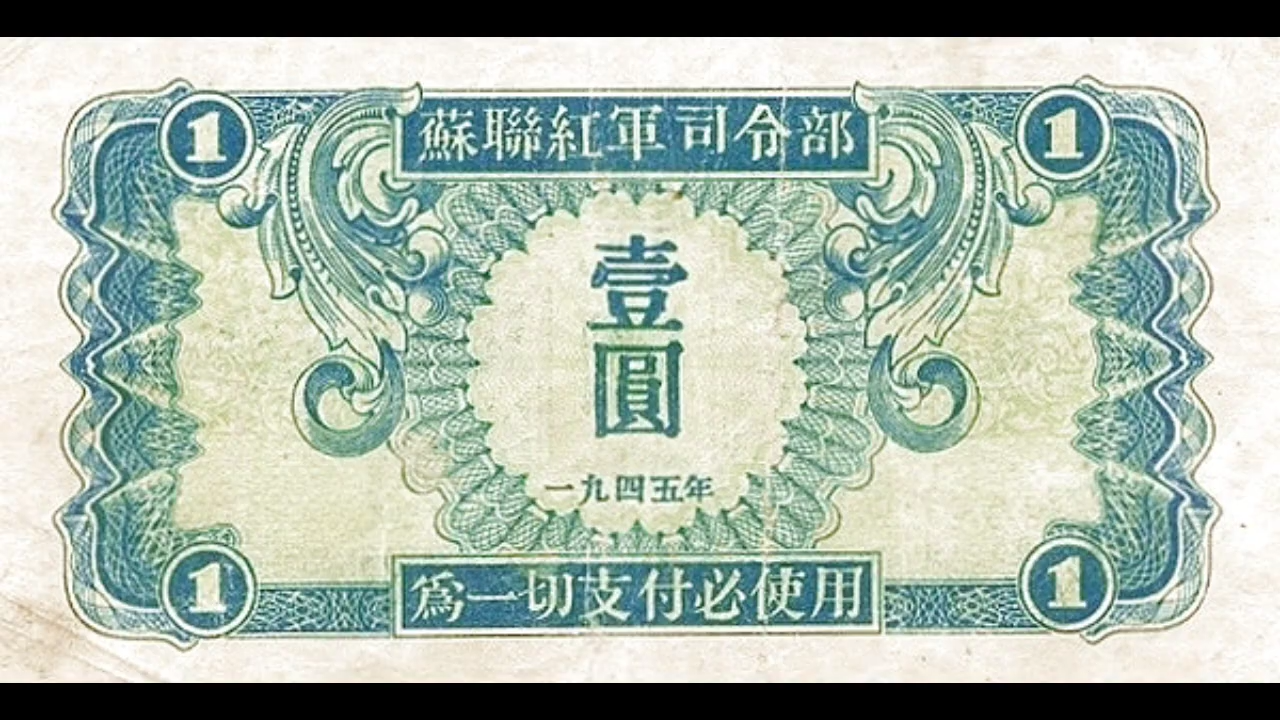 1 蘇聯紅軍司令部 1
壹
圓
一九四五年
1 為一切支付必使用 1